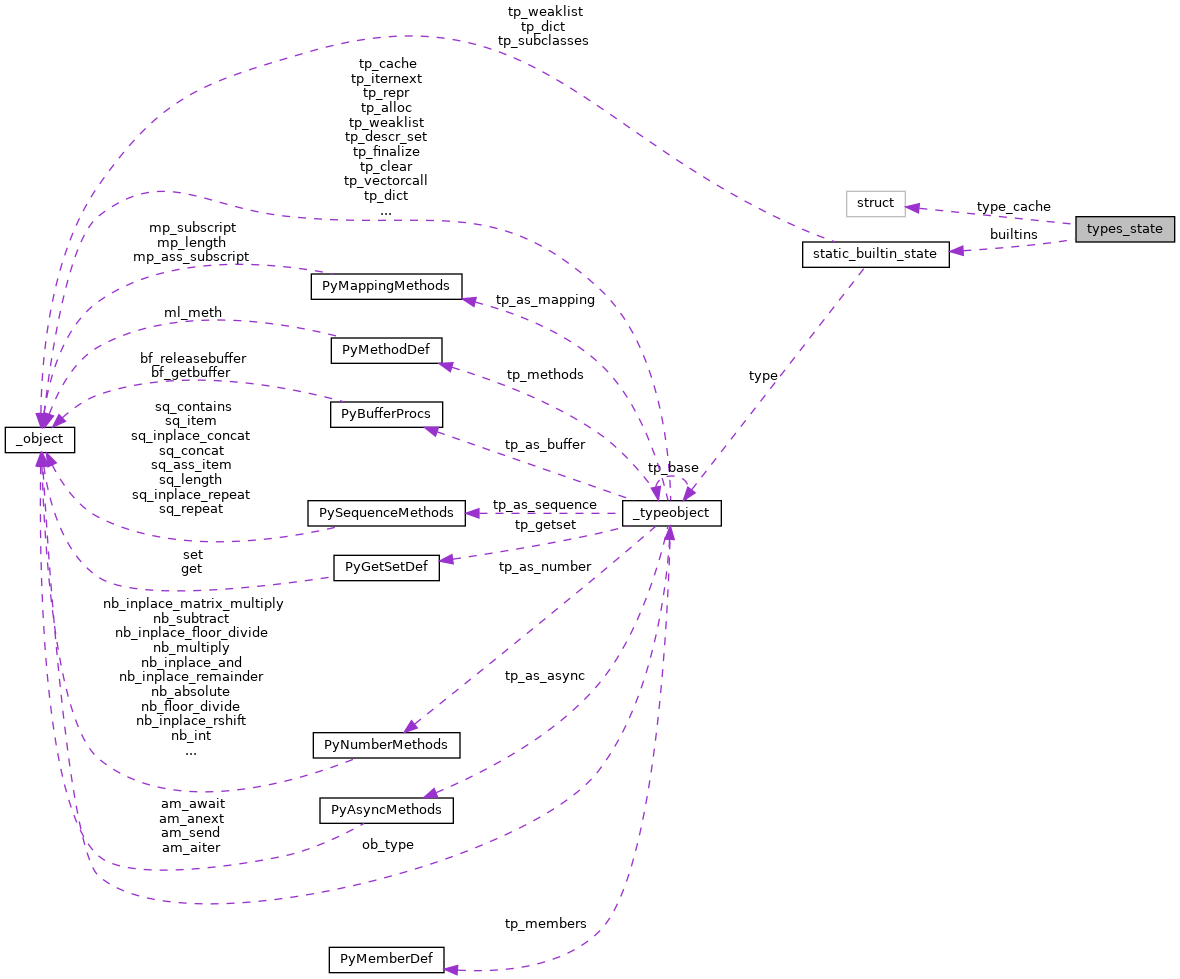 tp_weaklist
tp_dict
tp_subclasses
tp_cache
tp_iternext
tp_repr
tp_alloc
tp_weaklist
tp_descr_set
tp_finalize
tp_clear
tp_vectorcall
tp_dict
...
struct
type_cache
types_state
builtins
static_builtin_state
mp_subscript
mp_length
mp_ass_subscript
PyMappingMethods
tp_as_mapping
ml_meth
PyMethodDef
tp_methods
type
bf_releasebuffer
bf_getbuffer
PyBufferProcs
tp_as_buffer
_object
sq_contains
sq_item
sq_inplace_concat
sq_concat
sq_ass_item
sq_length
sq_inplace_repeat
sq_repeat
PySequenceMethods
tp_as_sequence
tp_base
_typeobject
tp_getset
set
get
PyGetSetDef
tp_as_number
nb_inplace_matrix_multiply
nb_subtract
nb_inplace_floor_divide
nb_multiply
nb_inplace_and
nb_inplace_remainder
nb_absolute
nb_floor_divide
nb_inplace_rshift
nb_int
...
PyNumberMethods
tp_as_async
am_await
am_anext
am_send
am_aiter
PyAsyncMethods
ob_type
tp_members
PyMemberDef